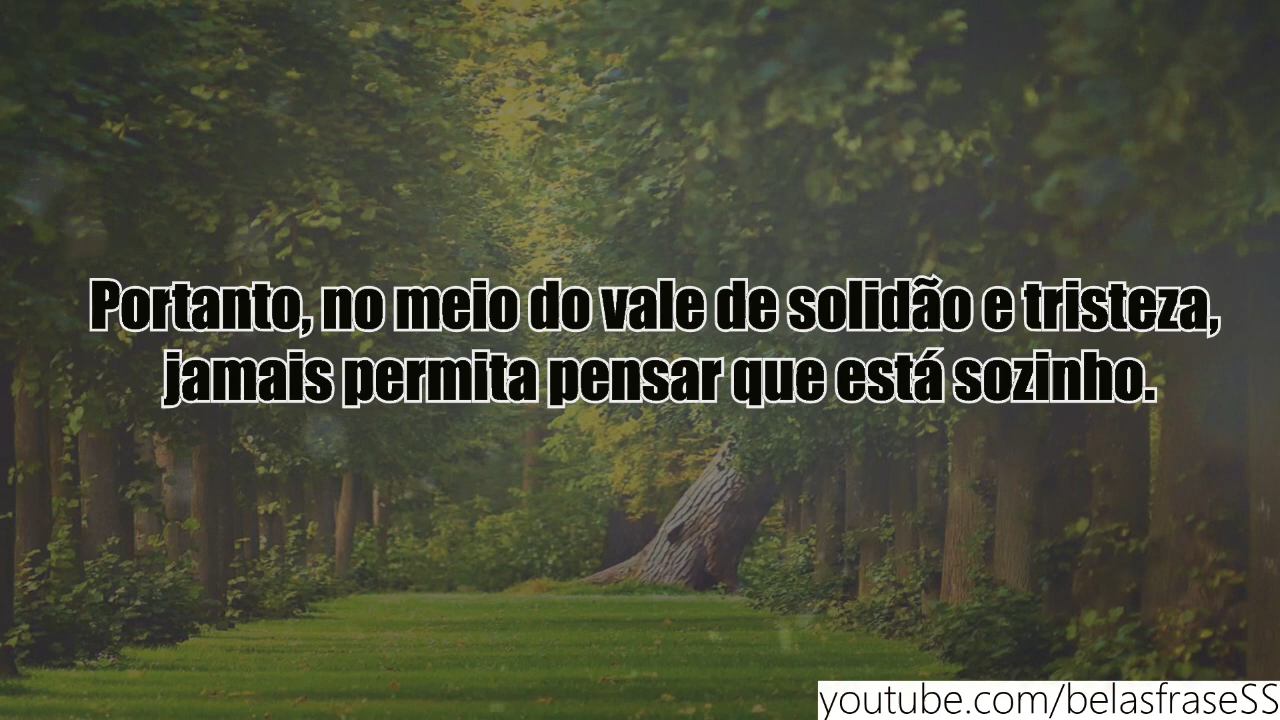 Portanto, no meio do vale de solidão e tristeza,
jamais permita pensar que está sozinho.
youtube.com/belasfraseSS